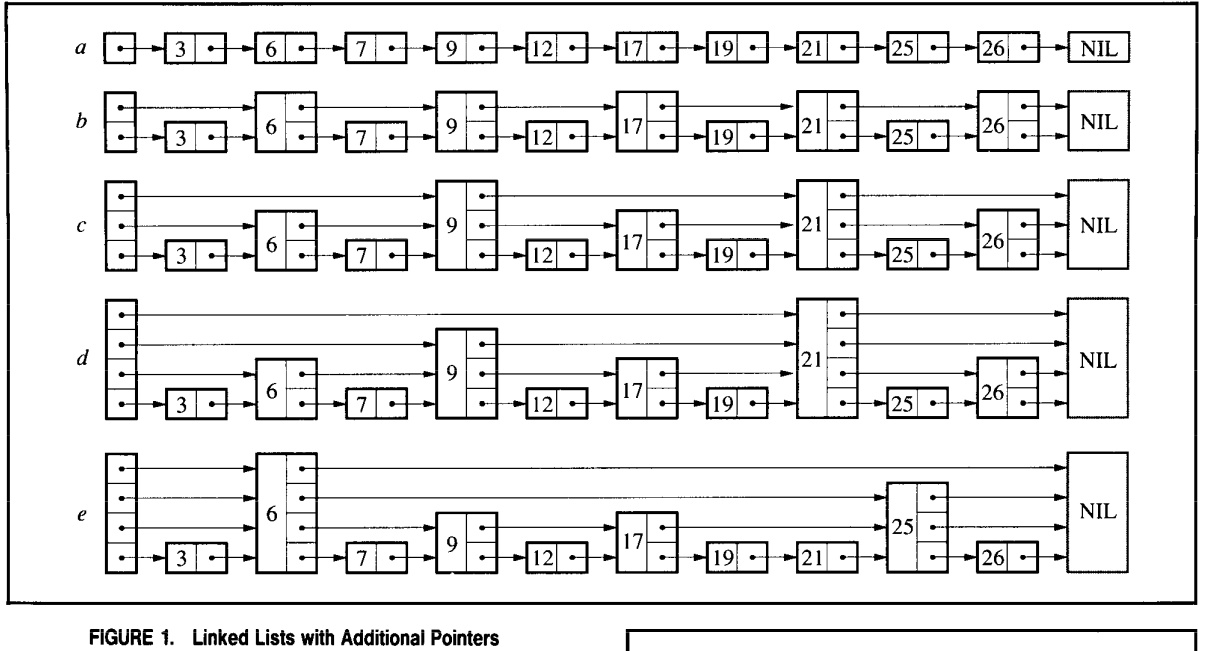 a 3 6 7 9 12 17 19 21 25 26 NIL
b 3 6 7 9 12 17 19 21 25 26 NIL
c 3 6 7 9 12 17 19 21 25 26 NIL
d 3 6 7 9 12 17 19 21 25 26 NIL
e 3 6 7 9 12 17 19 21 25 26 NIL
FIGURE 1. Linked Lists with Additional Pointers